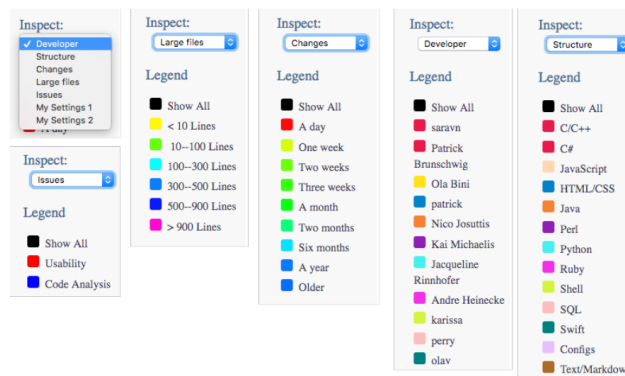 Inspect:
✓ Developer
Structure
Changes
Large files
Issues
My Settings 1
My Settings 2
A day
Inspect:
Issues
Legend
Show All
Usability
Code Analysis
Inspect:
Large files
Legend
Show All
< 10 Lines
10--100 Lines
100--300 Lines
300--500 Lines
500--900 Lines
> 900 Lines
Inspect:
Changes
Legend
Show All
A day
One week
Two weeks
Three weeks
A month
Two months
Six months
A year
Older
Inspect:
Developer
Legend
Show All
saravn
Patrick
Brunschwig
Ola Bini
patrick
Nico Josuttis
Kai Michaelis
Jacqueline
Rinnhofer
Andre Heinecke
karissa
perry
olav
Inspect:
Structure
Legend
Show All
C/C++
C#
JavaScript
HTML/CSS
Java
Perl
Python
Ruby
Shell
SQL
Swift
Configs
Text/Markdow